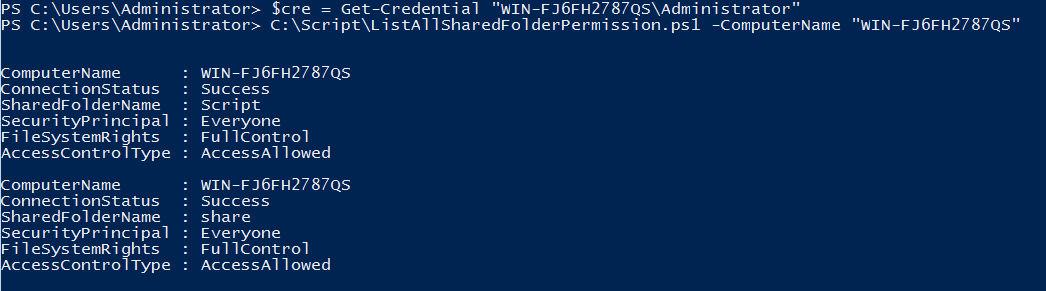 PS C:\Users\Administrator> $cre = Get-Credential "WIN-FJ6FH2787QS\Administrator"
PS C:\Users\Administrator> C:\Script\ListAllSharedFolderPermission.ps1 -ComputerName "WIN-FJ6FH2787QS"
ComputerName      : WIN-FJ6FH2787QS
ConnectionStatus  : Success
SharedFolderName  : Script
SecurityPrincipal : Everyone
FileSystemRights  : FullControl
AccessControlType : AccessAllowed
ComputerName      : WIN-FJ6FH2787QS
ConnectionStatus  : Success
SharedFolderName  : share
SecurityPrincipal : Everyone
FileSystemRights  : FullControl
AccessControlType : AccessAllowed